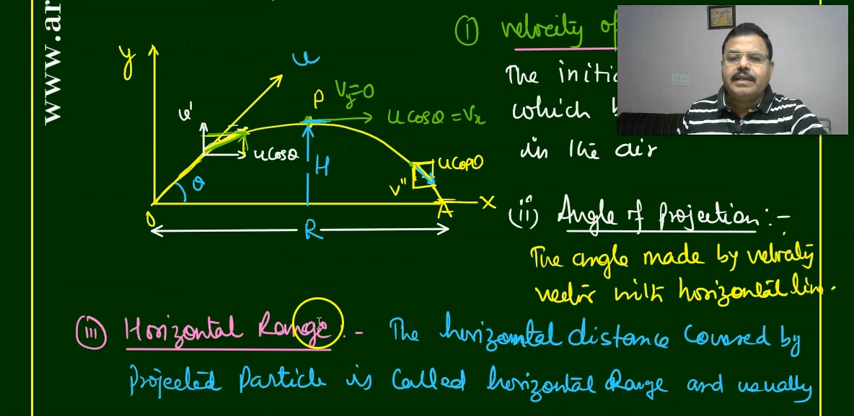 www.ar
① velocity of
The initi
which b
in the air
y
u
P
Vy=0
u cosθ = Vx
u'
u cosθ
H
u cosθ
v"
θ
O
A
X
R
(ii) Angle of projection :-
The angle made by velocity
vector with horizontal line.
(iii) Horizontal Range :- The horizontal distance covered by
Projected Particle is called horizontal Range and usually